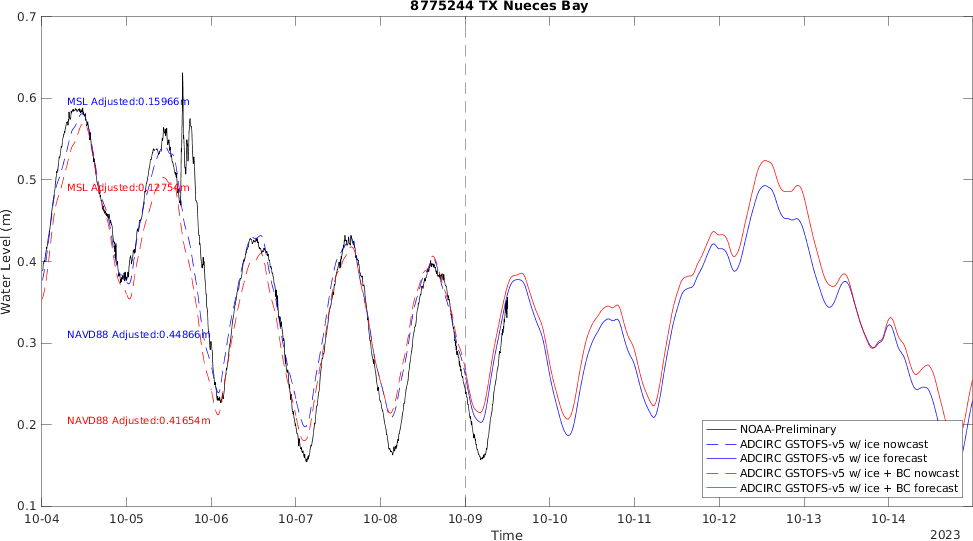 8775244 TX Nueces Bay
0.7
0.6
0.5
0.4
0.3
0.2
0.1
Water Level (m)
MSL Adjusted:0.15966m
MSL Adjusted:0.12754m
NAVD88 Adjusted:0.44866m
NAVD88 Adjusted:0.41654m
NOAA-Preliminary
ADCIRC GSTOFS-v5 w/ ice nowcast
ADCIRC GSTOFS-v5 w/ ice forecast
ADCIRC GSTOFS-v5 w/ ice + BC nowcast
ADCIRC GSTOFS-v5 w/ ice + BC forecast
10-04 10-05 10-06 10-07 10-08 10-09 10-10 10-11 10-12 10-13 10-14
Time
2023